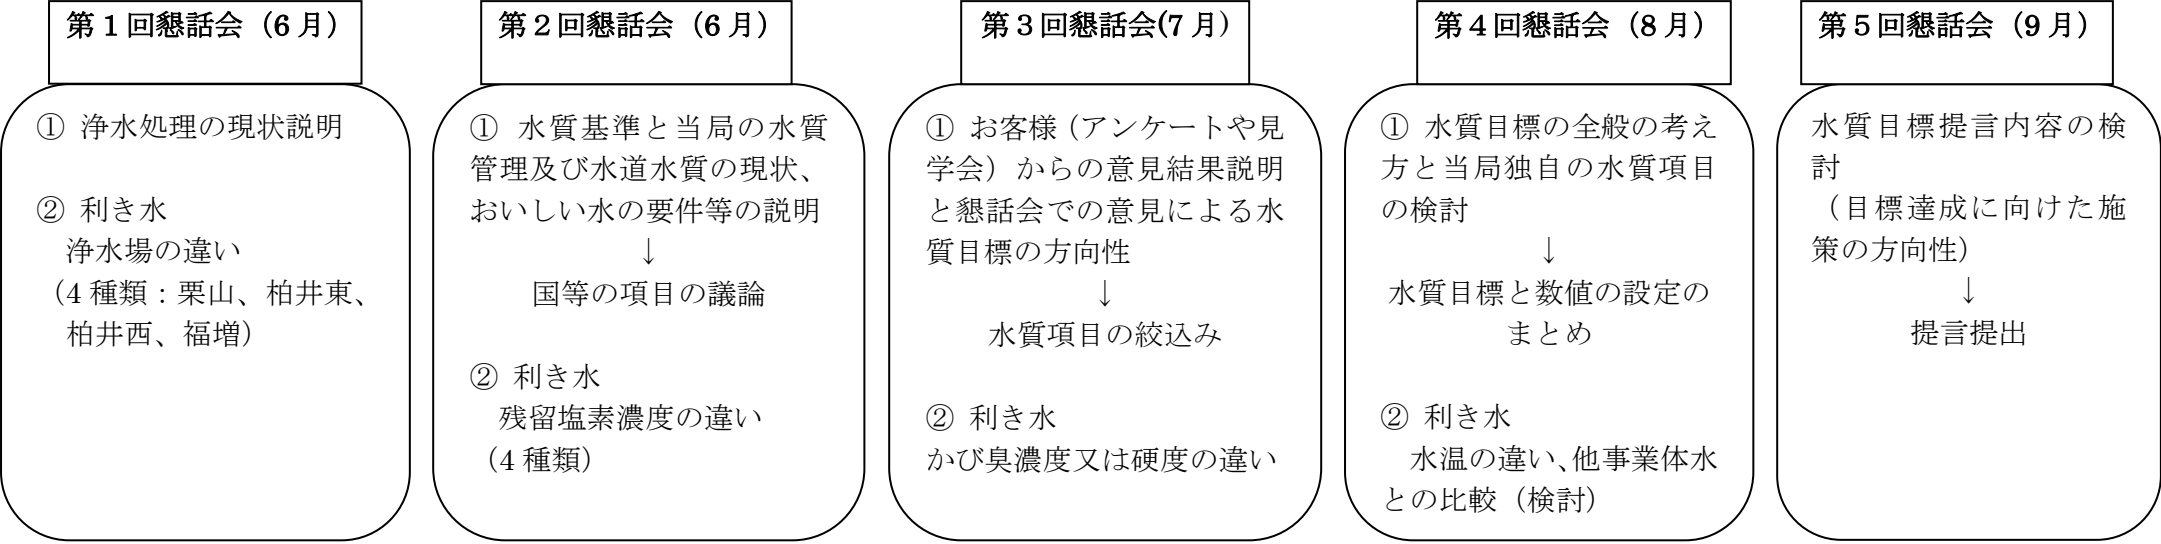 第１回懇話会（6月）
① 浄水処理の現状説明
② 利き水
浄水場の違い
（4種類：栗山、柏井東、
柏井西、福増）
第２回懇話会（6月）
① 水質基準と当局の水質
管理及び水道水質の現状、
おいしい水の要件等の説明
↓
国等の項目の議論
② 利き水
残留塩素濃度の違い
（4種類）
第３回懇話会(7月)
① お客様（アンケートや見
学会）からの意見結果説明
と懇話会での意見による水
質目標の方向性
↓
水質項目の絞込み
② 利き水
かび臭濃度又は硬度の違い
第４回懇話会（8月）
① 水質目標の全般の考え
方と当局独自の水質項目
の検討
↓
水質目標と数値の設定の
まとめ
② 利き水
水温の違い、他事業体水
との比較（検討）
第５回懇話会（9月）
水質目標提言内容の検
討
（目標達成に向けた施
策の方向性）
↓
提言提出